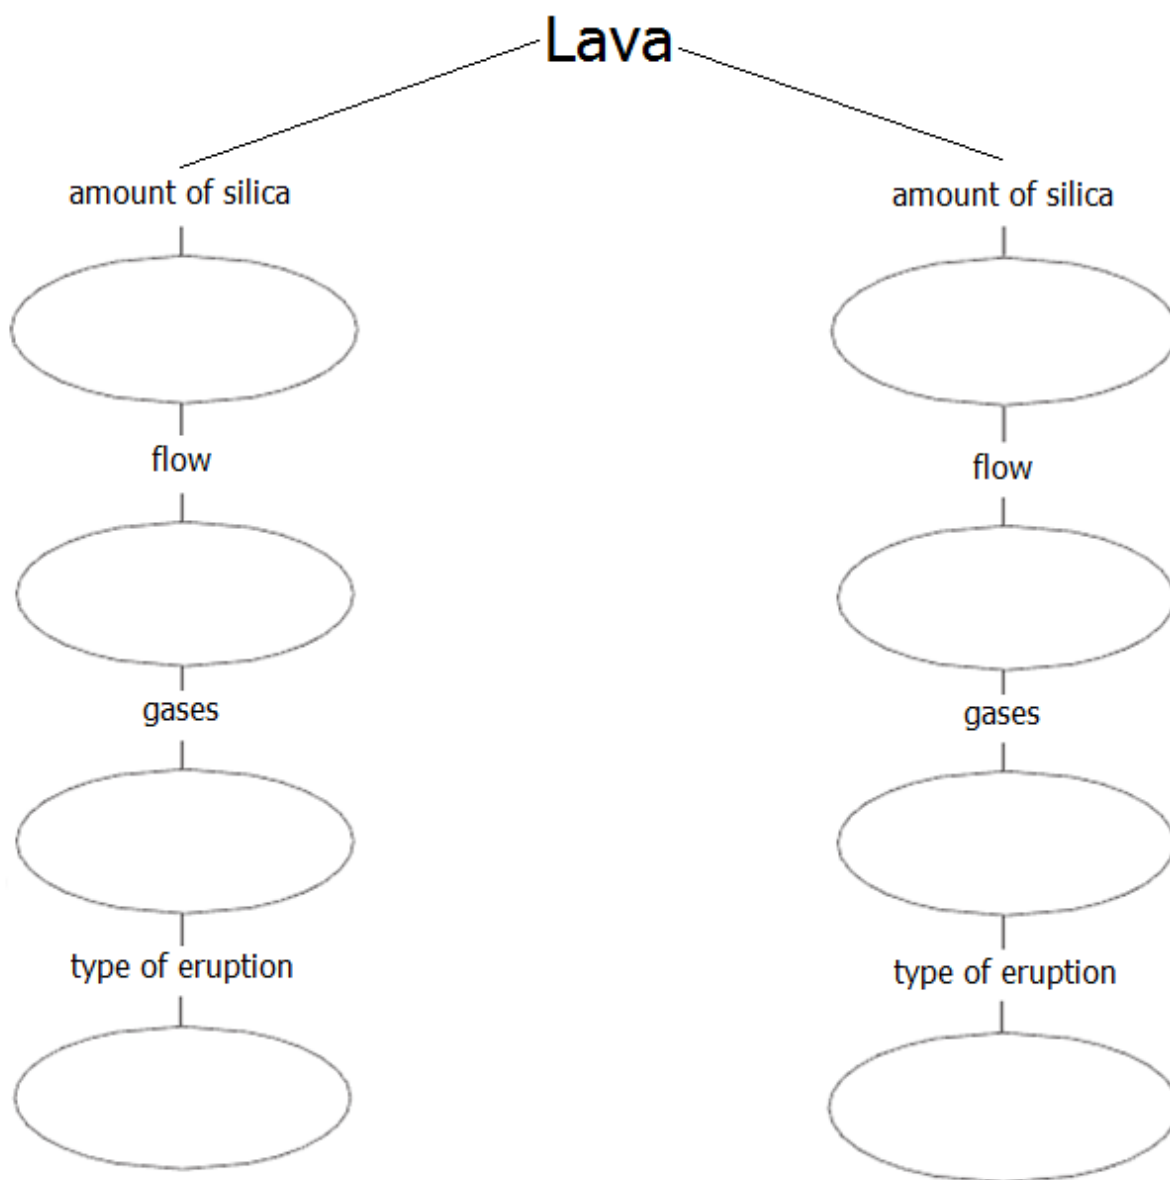 Lava
amount of silica
amount of silica
flow
flow
gases
gases
type of eruption
type of eruption